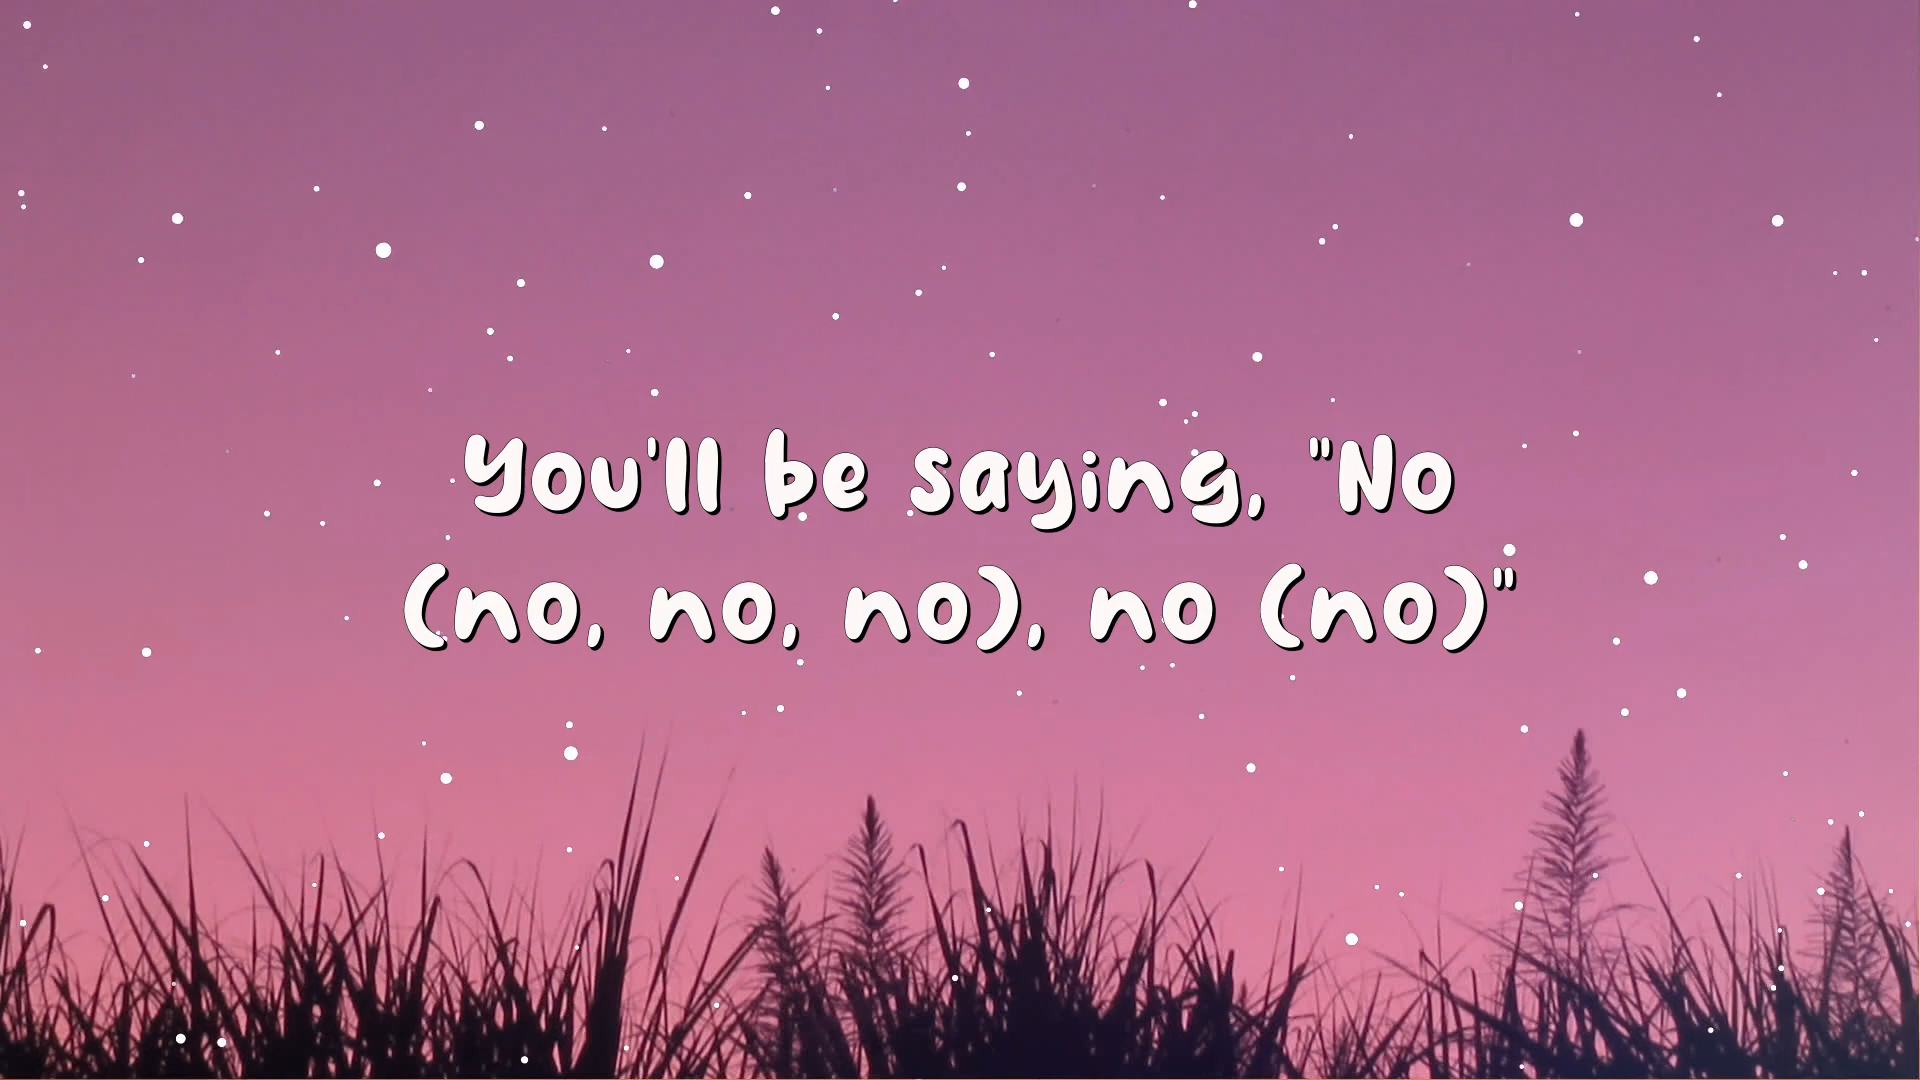 You'll be saying, "No
(no, no, no), no (no)"